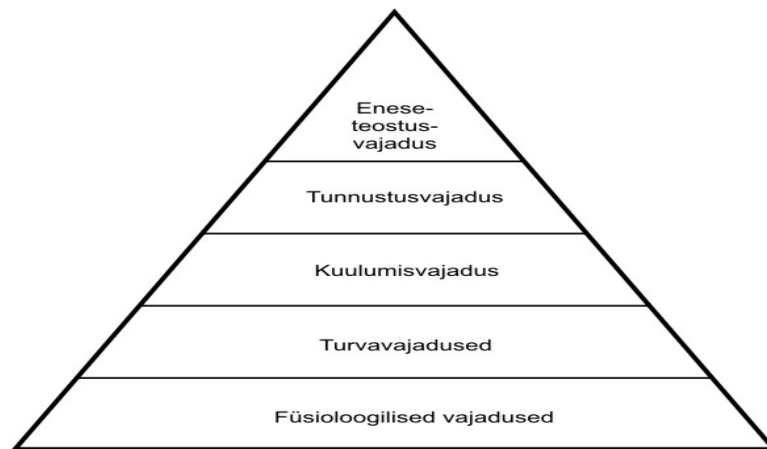 Enese-
teostus-
vajadus
Tunnustusvajadus
Kuulumisvajadus
Turvavajadused
Füsioloogilised vajadused